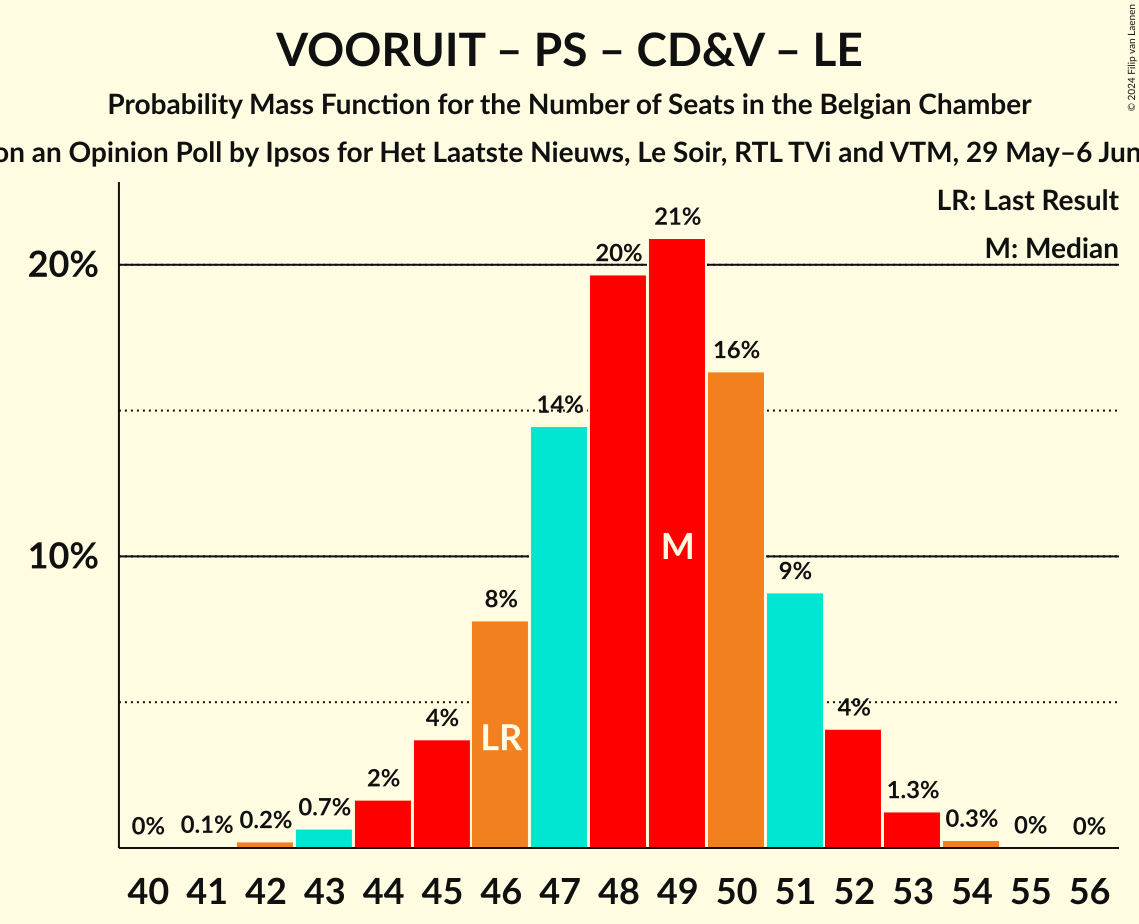 VOORUIT – PS – CD&V – LE
Probability Mass Function for the Number of Seats in the Belgian Chamber
on an Opinion Poll by Ipsos for Het Laatste Nieuws, Le Soir, RTL TVi and VTM, 29 May–6 Jun
© 2024 Filip van Laenen
LR: Last Result
M: Median
20%
10%
0% 0.1% 0.2% 0.7% 2% 4% 8% 14% 20% 21% 16% 9% 4% 1.3% 0.3% 0% 0%
LR
M
40 41 42 43 44 45 46 47 48 49 50 51 52 53 54 55 56